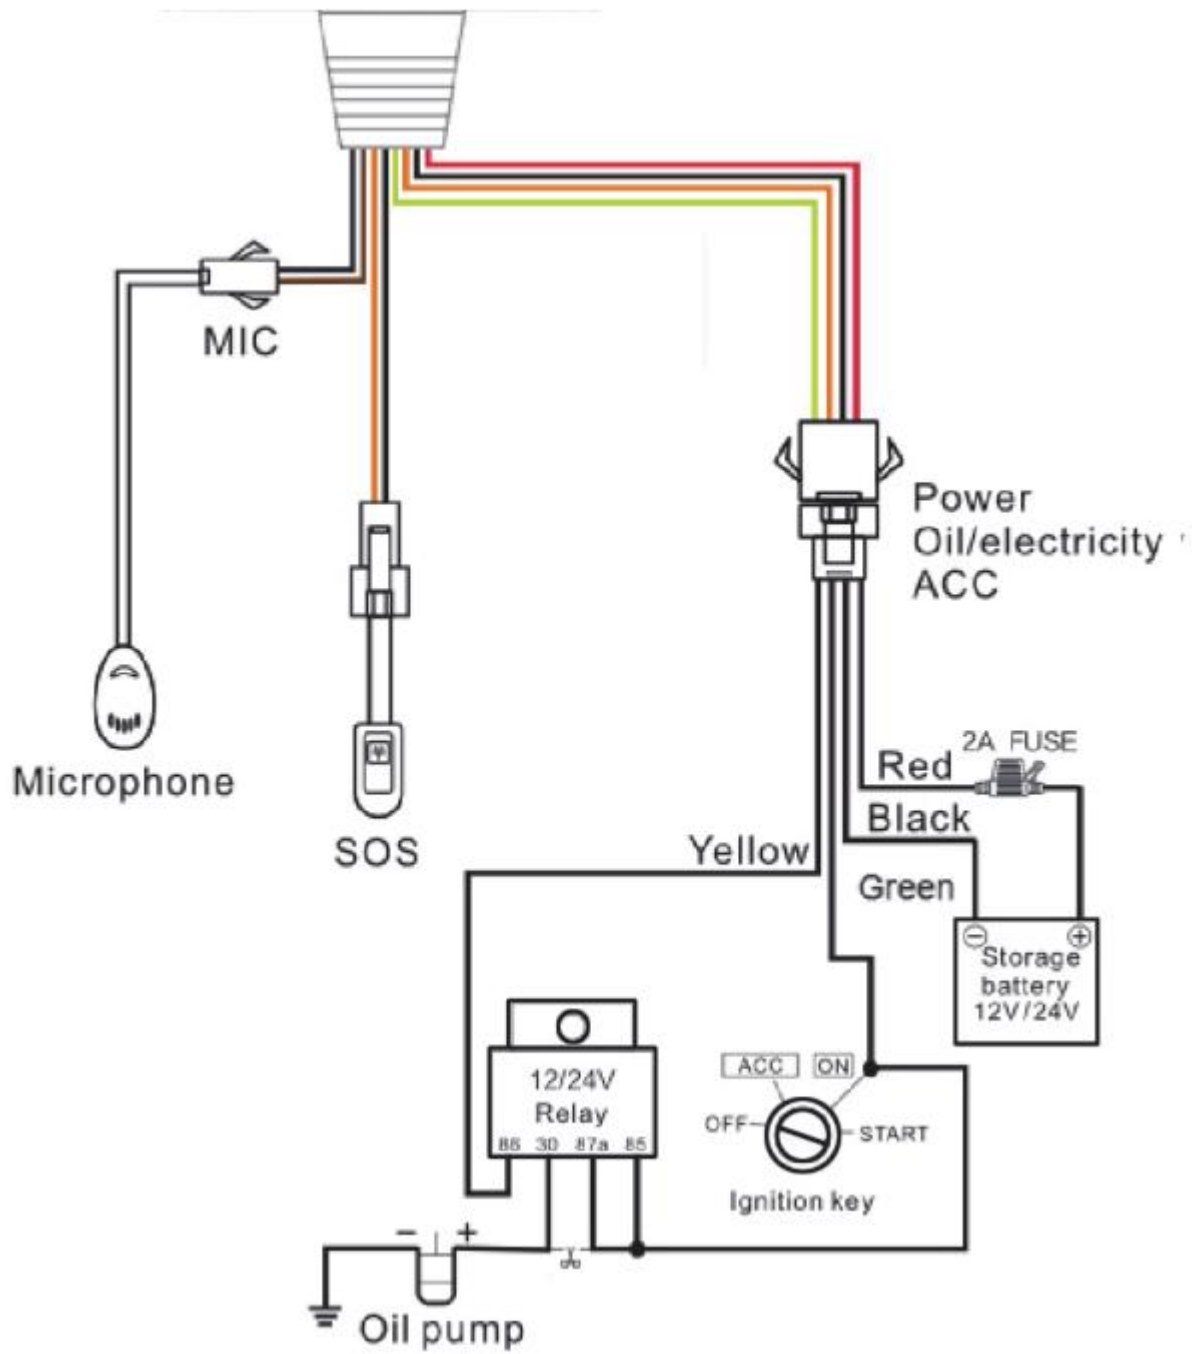 MIC
Power
Oil/electricity
ACC
Microphone
SOS
2A FUSE
Red
Black
Yellow
Green
− +
Storage
battery
12V/24V
12/24V
Relay
86 30 87a 85
ACC ON
OFF START
Ignition key
− +
Oil pump